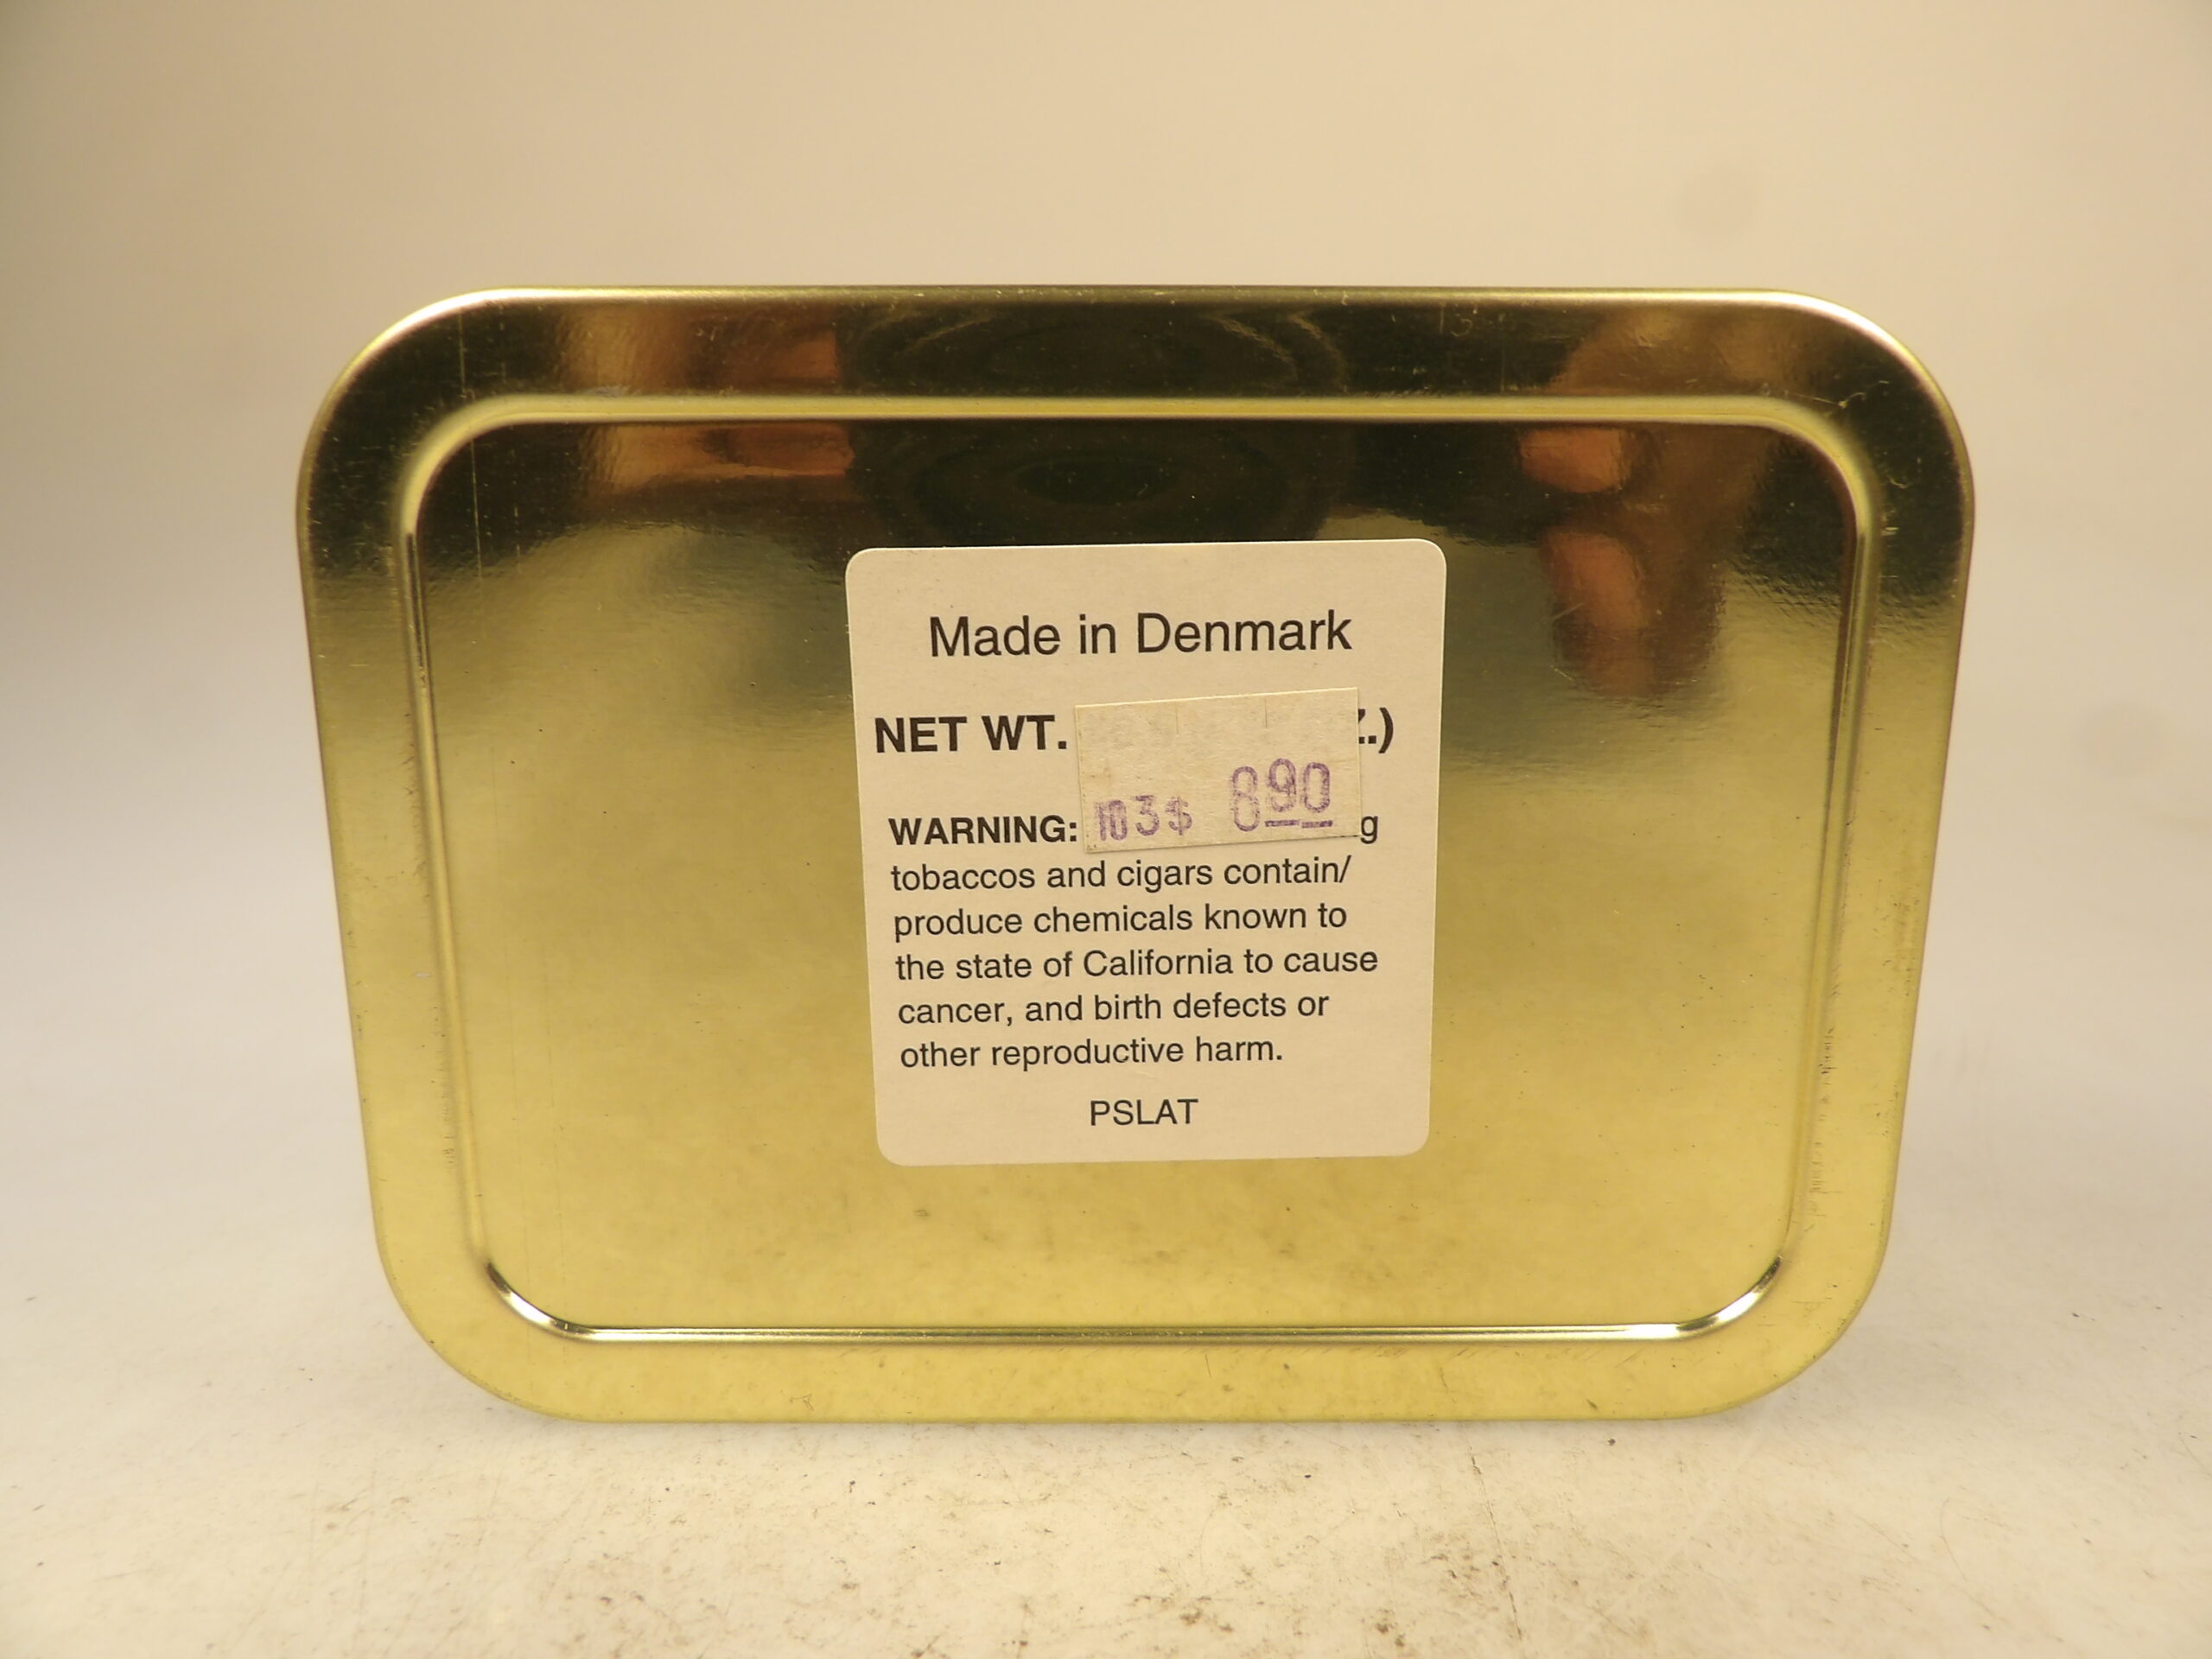 Made in Denmark
NET WT. Z.)
103$ 890
WARNING: g
tobaccos and cigars contain/
produce chemicals known to
the state of California to cause
cancer, and birth defects or
other reproductive harm.
PSLAT